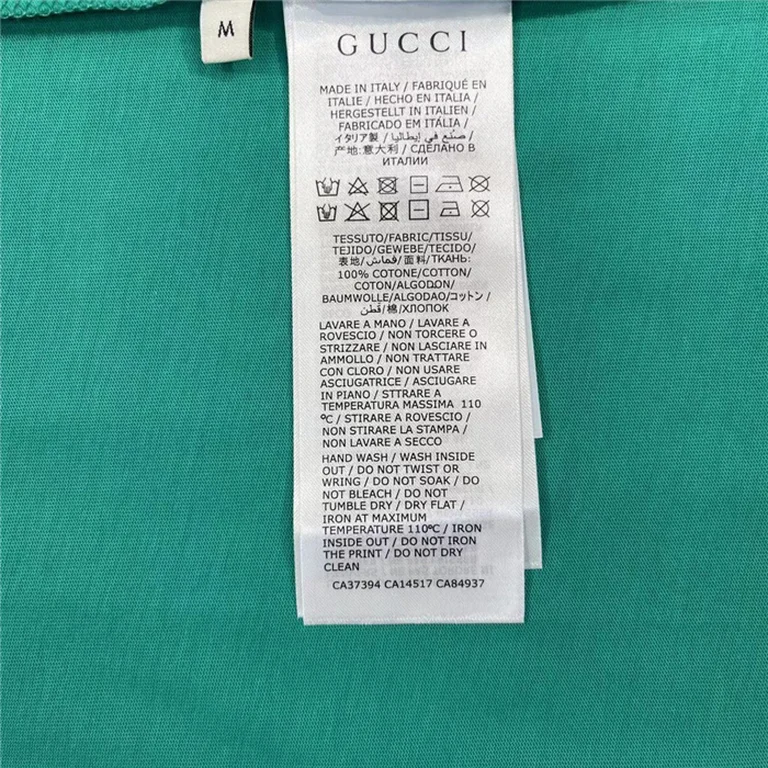 M
GUCCI
MADE IN ITALY / FABRIQUÉ EN
ITALIE / HECHO EN ITALIA /
HERGESTELLT IN ITALIEN /
FABRICADO EM ITÁLIA /
イタリア製 / صنع في إيطاليا /
产地:意大利 / СДЕЛАНО В
ИТАЛИИ
TESSUTO/FABRIC/TISSU/
TEJIDO/GEWEBE/TECIDO/
表地/قماش/面料/ТКАНЬ:
100% COTONE/COTTON/
COTON/ALGODON/
BAUMWOLLE/ALGODAO/コットン/
قطن/棉/ХЛОПОК
LAVARE A MANO / LAVARE A
ROVESCIO / NON TORCERE O
STRIZZARE / NON LASCIARE IN
AMMOLLO / NON TRATTARE
CON CLORO / NON USARE
ASCIUGATRICE / ASCIUGARE
IN PIANO / STTRARE A
TEMPERATURA MASSIMA 110
ºC / STIRARE A ROVESCIO /
NON STIRARE LA STAMPA /
NON LAVARE A SECCO
HAND WASH / WASH INSIDE
OUT / DO NOT TWIST OR
WRING / DO NOT SOAK / DO
NOT BLEACH / DO NOT
TUMBLE DRY / DRY FLAT /
IRON AT MAXIMUM
TEMPERATURE 110ºC / IRON
INSIDE OUT / DO NOT IRON
THE PRINT / DO NOT DRY
CLEAN
CA37394 CA14517 CA84937